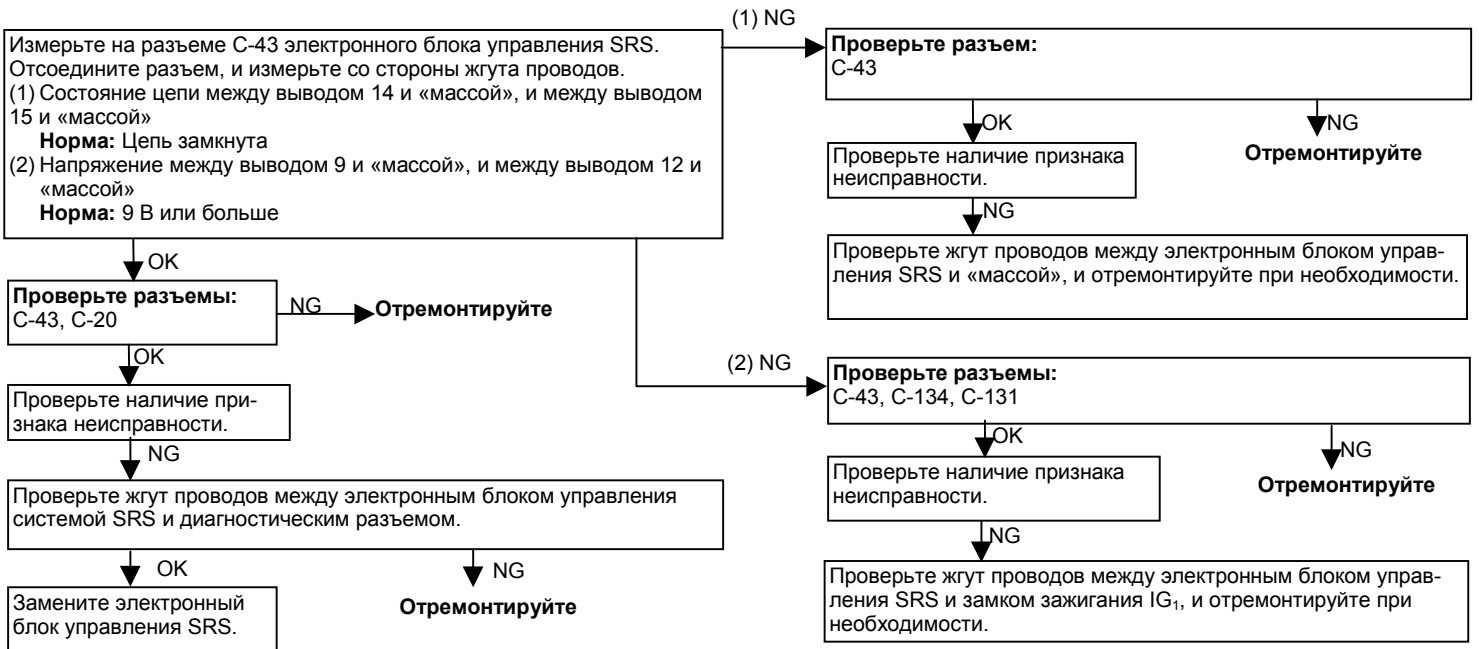 Измерьте на разъеме С-43 электронного блока управления SRS.
Отсоедините разъем, и измерьте со стороны жгута проводов.
(1) Состояние цепи между выводом 14 и «массой», и между выводом
15 и «массой»
Норма: Цепь замкнута
(2) Напряжение между выводом 9 и «массой», и между выводом 12 и
«массой»
Норма: 9 В или больше
(1) NG
Проверьте разъем:
С-43
OK
NG
Проверьте наличие признака
неисправности.
Отремонтируйте
NG
Проверьте жгут проводов между электронным блоком управ-
ления SRS и «массой», и отремонтируйте при необходимости.
OK
Проверьте разъемы:
С-43, С-20
NG
Отремонтируйте
OK
Проверьте наличие при-
знака неисправности.
NG
Проверьте жгут проводов между электронным блоком управления
системой SRS и диагностическим разъемом.
OK
NG
Замените электронный
блок управления SRS.
Отремонтируйте
(2) NG
Проверьте разъемы:
С-43, С-134, С-131
OK
NG
Проверьте наличие признака
неисправности.
Отремонтируйте
NG
Проверьте жгут проводов между электронным блоком управ-
ления SRS и замком зажигания IG₁, и отремонтируйте при
необходимости.